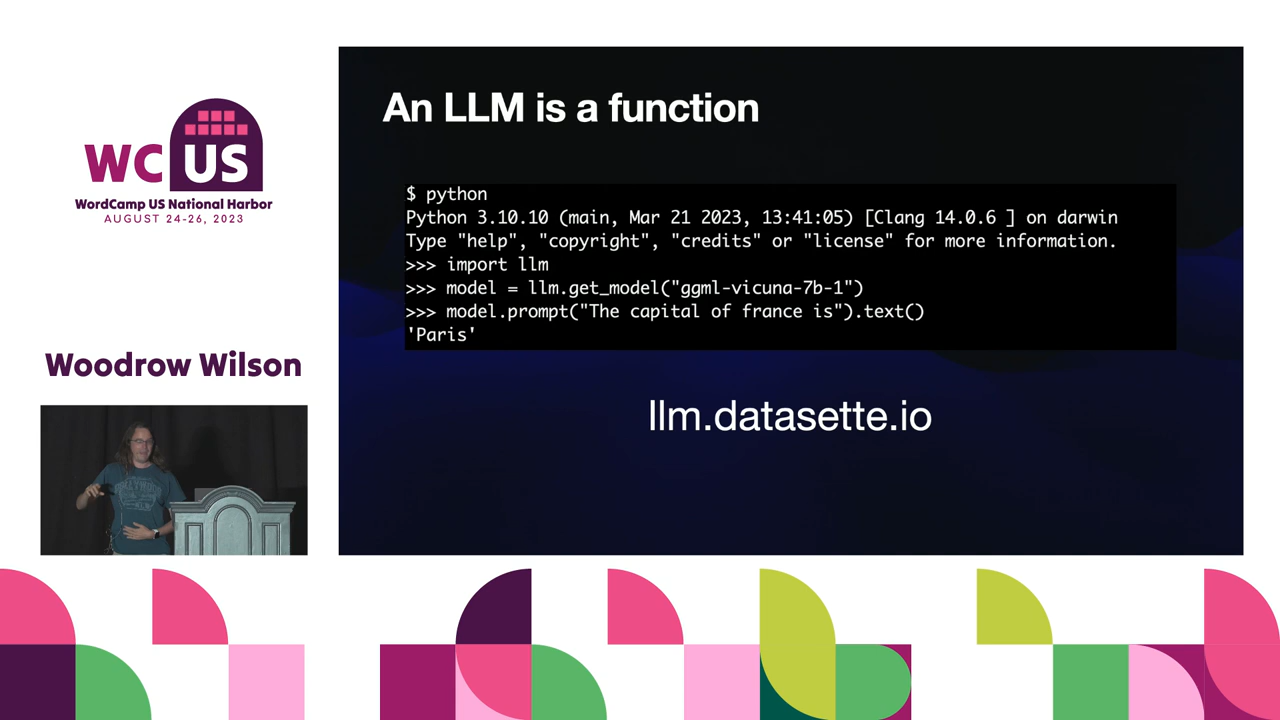 WC US
WordCamp US National Harbor
AUGUST 24-26, 2023
Woodrow Wilson
An LLM is a function
$ python
Python 3.10.10 (main, Mar 21 2023, 13:41:05) [Clang 14.0.6 ] on darwin
Type "help", "copyright", "credits" or "license" for more information.
>>> import llm
>>> model = llm.get_model("ggml-vicuna-7b-1")
>>> model.prompt("The capital of france is").text()
'Paris'
llm.datasette.io